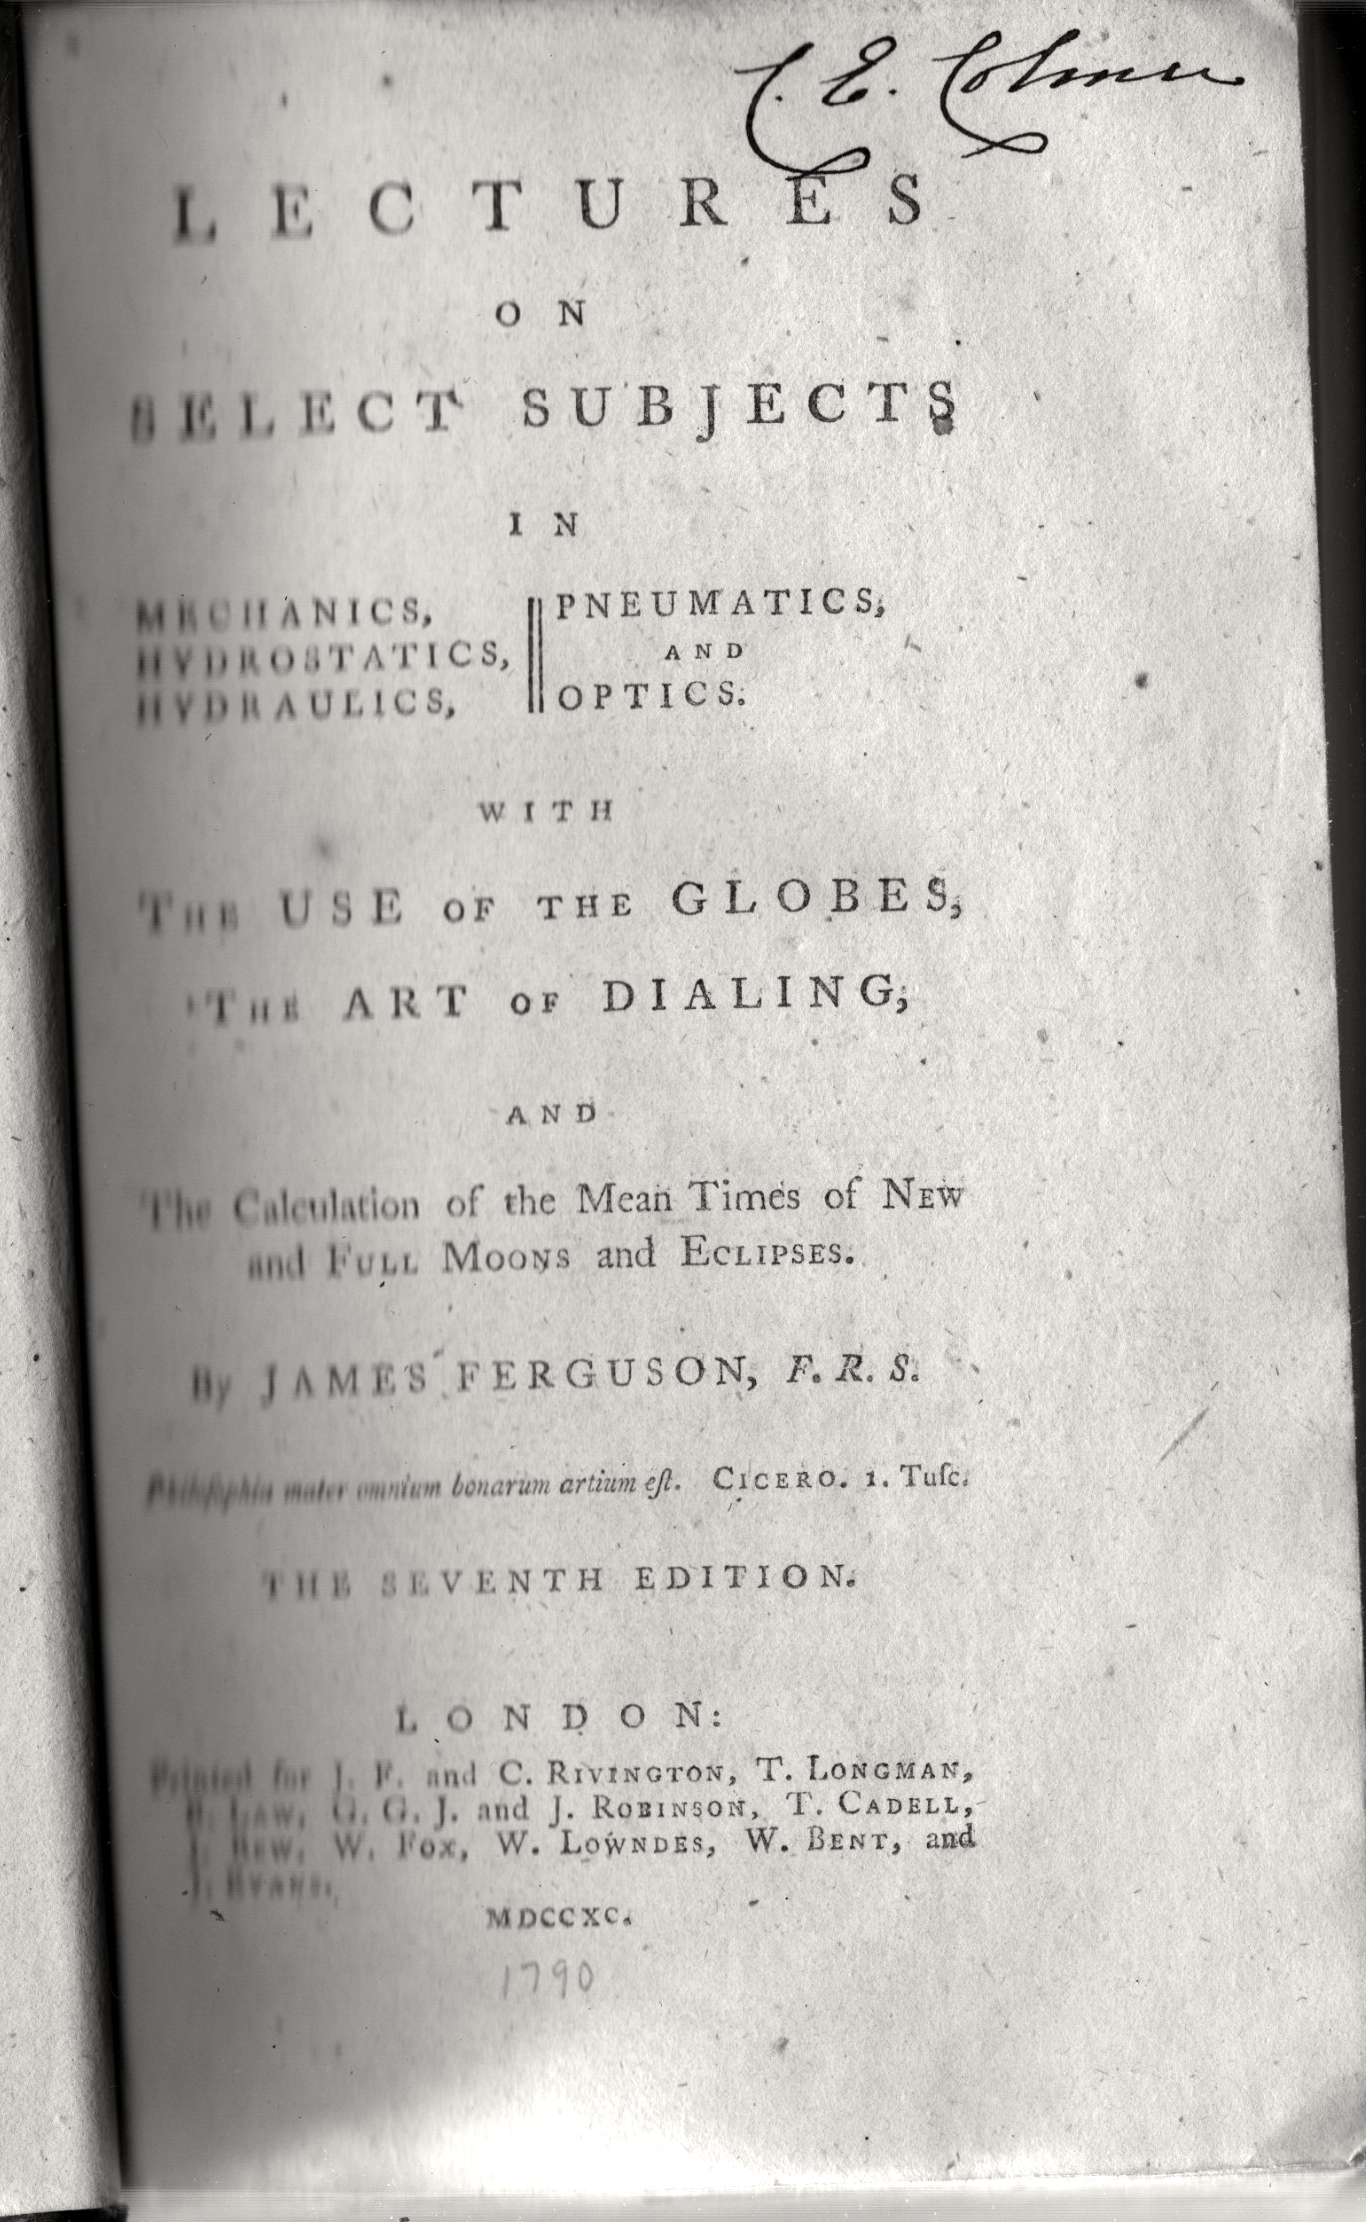 C. E.
LECTURES
ON
SELECT SUBJECTS
IN
MECHANICS,
HYDROSTATICS,
HYDRAULICS,
PNEUMATICS,
AND
OPTICS.
WITH
THE USE OF THE GLOBES,
THE ART OF DIALING,
AND
The Calculation of the Mean Times of NEW
and FULL MOONS and ECLIPSES.
By JAMES FERGUSON, F. R. S.
Philosophia mater omnium bonarum artium eſt. CICERO. 1. Tuſc.
THE SEVENTH EDITION.
LONDON:
Printed for J. F. and C. RIVINGTON, T. LONGMAN,
B. LAW, G. G. J. and J. ROBINSON, T. CADELL,
J. BEW, W. FOX, W. LOWNDES, W. BENT, and
J. EVANS.
MDCCXC.
1790